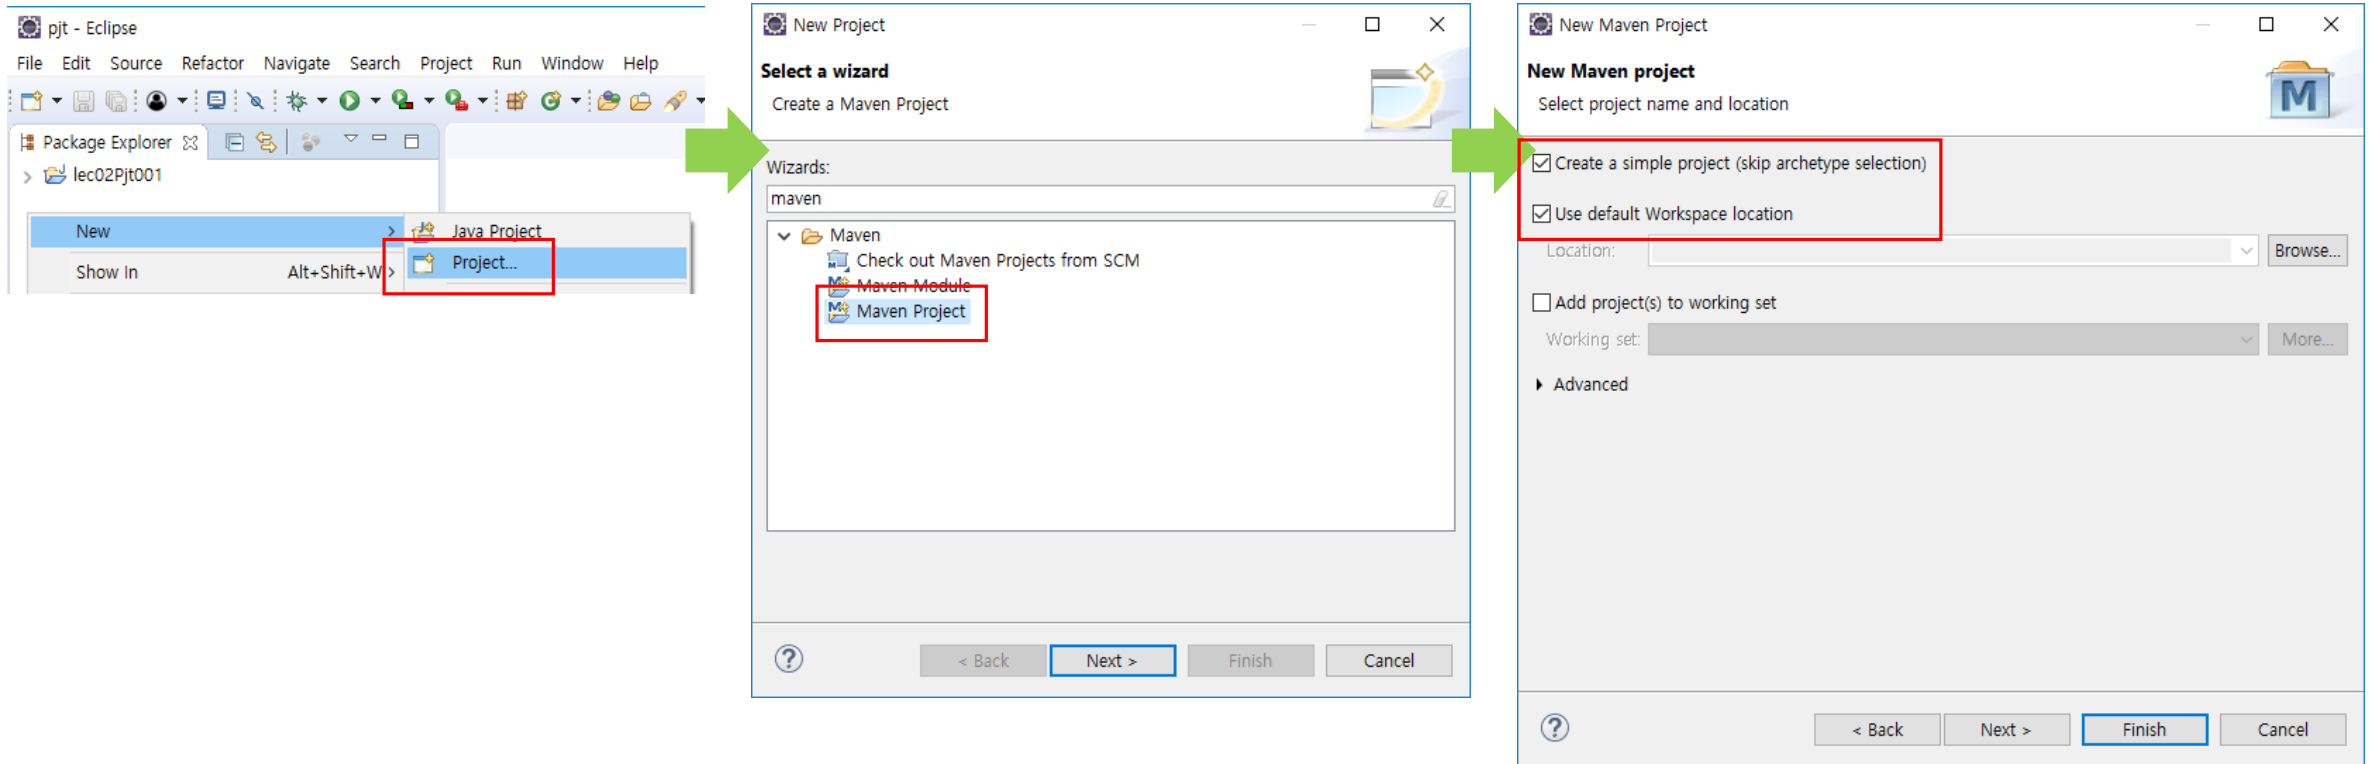 pjt - Eclipse
File Edit Source Refactor Navigate Search Project Run Window Help
Package Explorer
lec02Pjt001
New
Show In Alt+Shift+W
Java Project
Project...
New Project
Select a wizard
Create a Maven Project
Wizards:
maven
Maven
Check out Maven Projects from SCM
Maven Module
Maven Project
< Back Next > Finish Cancel
New Maven Project
New Maven project
Select project name and location
Create a simple project (skip archetype selection)
Use default Workspace location
Location: Browse...
Add project(s) to working set
Working set: More...
Advanced
< Back Next > Finish Cancel